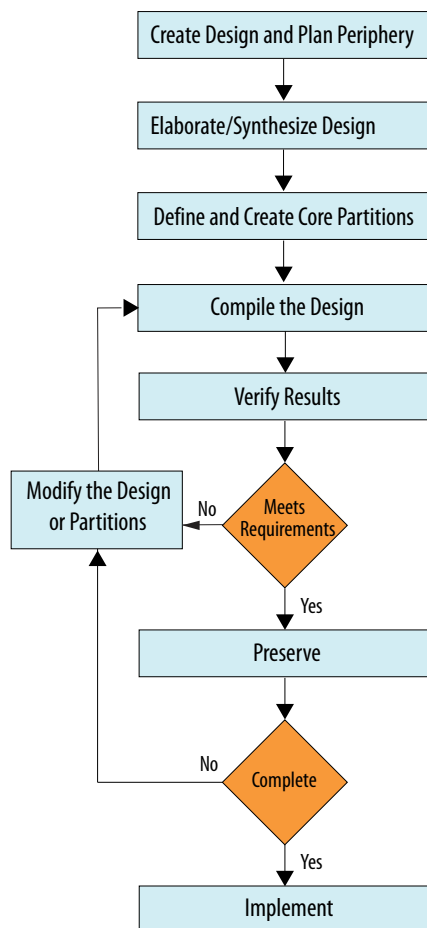 Create Design and Plan Periphery
Elaborate/Synthesize Design
Define and Create Core Partitions
Compile the Design
Verify Results
Modify the Design
or Partitions
No
Meets
Requirements
Yes
Preserve
No
Complete
Yes
Implement